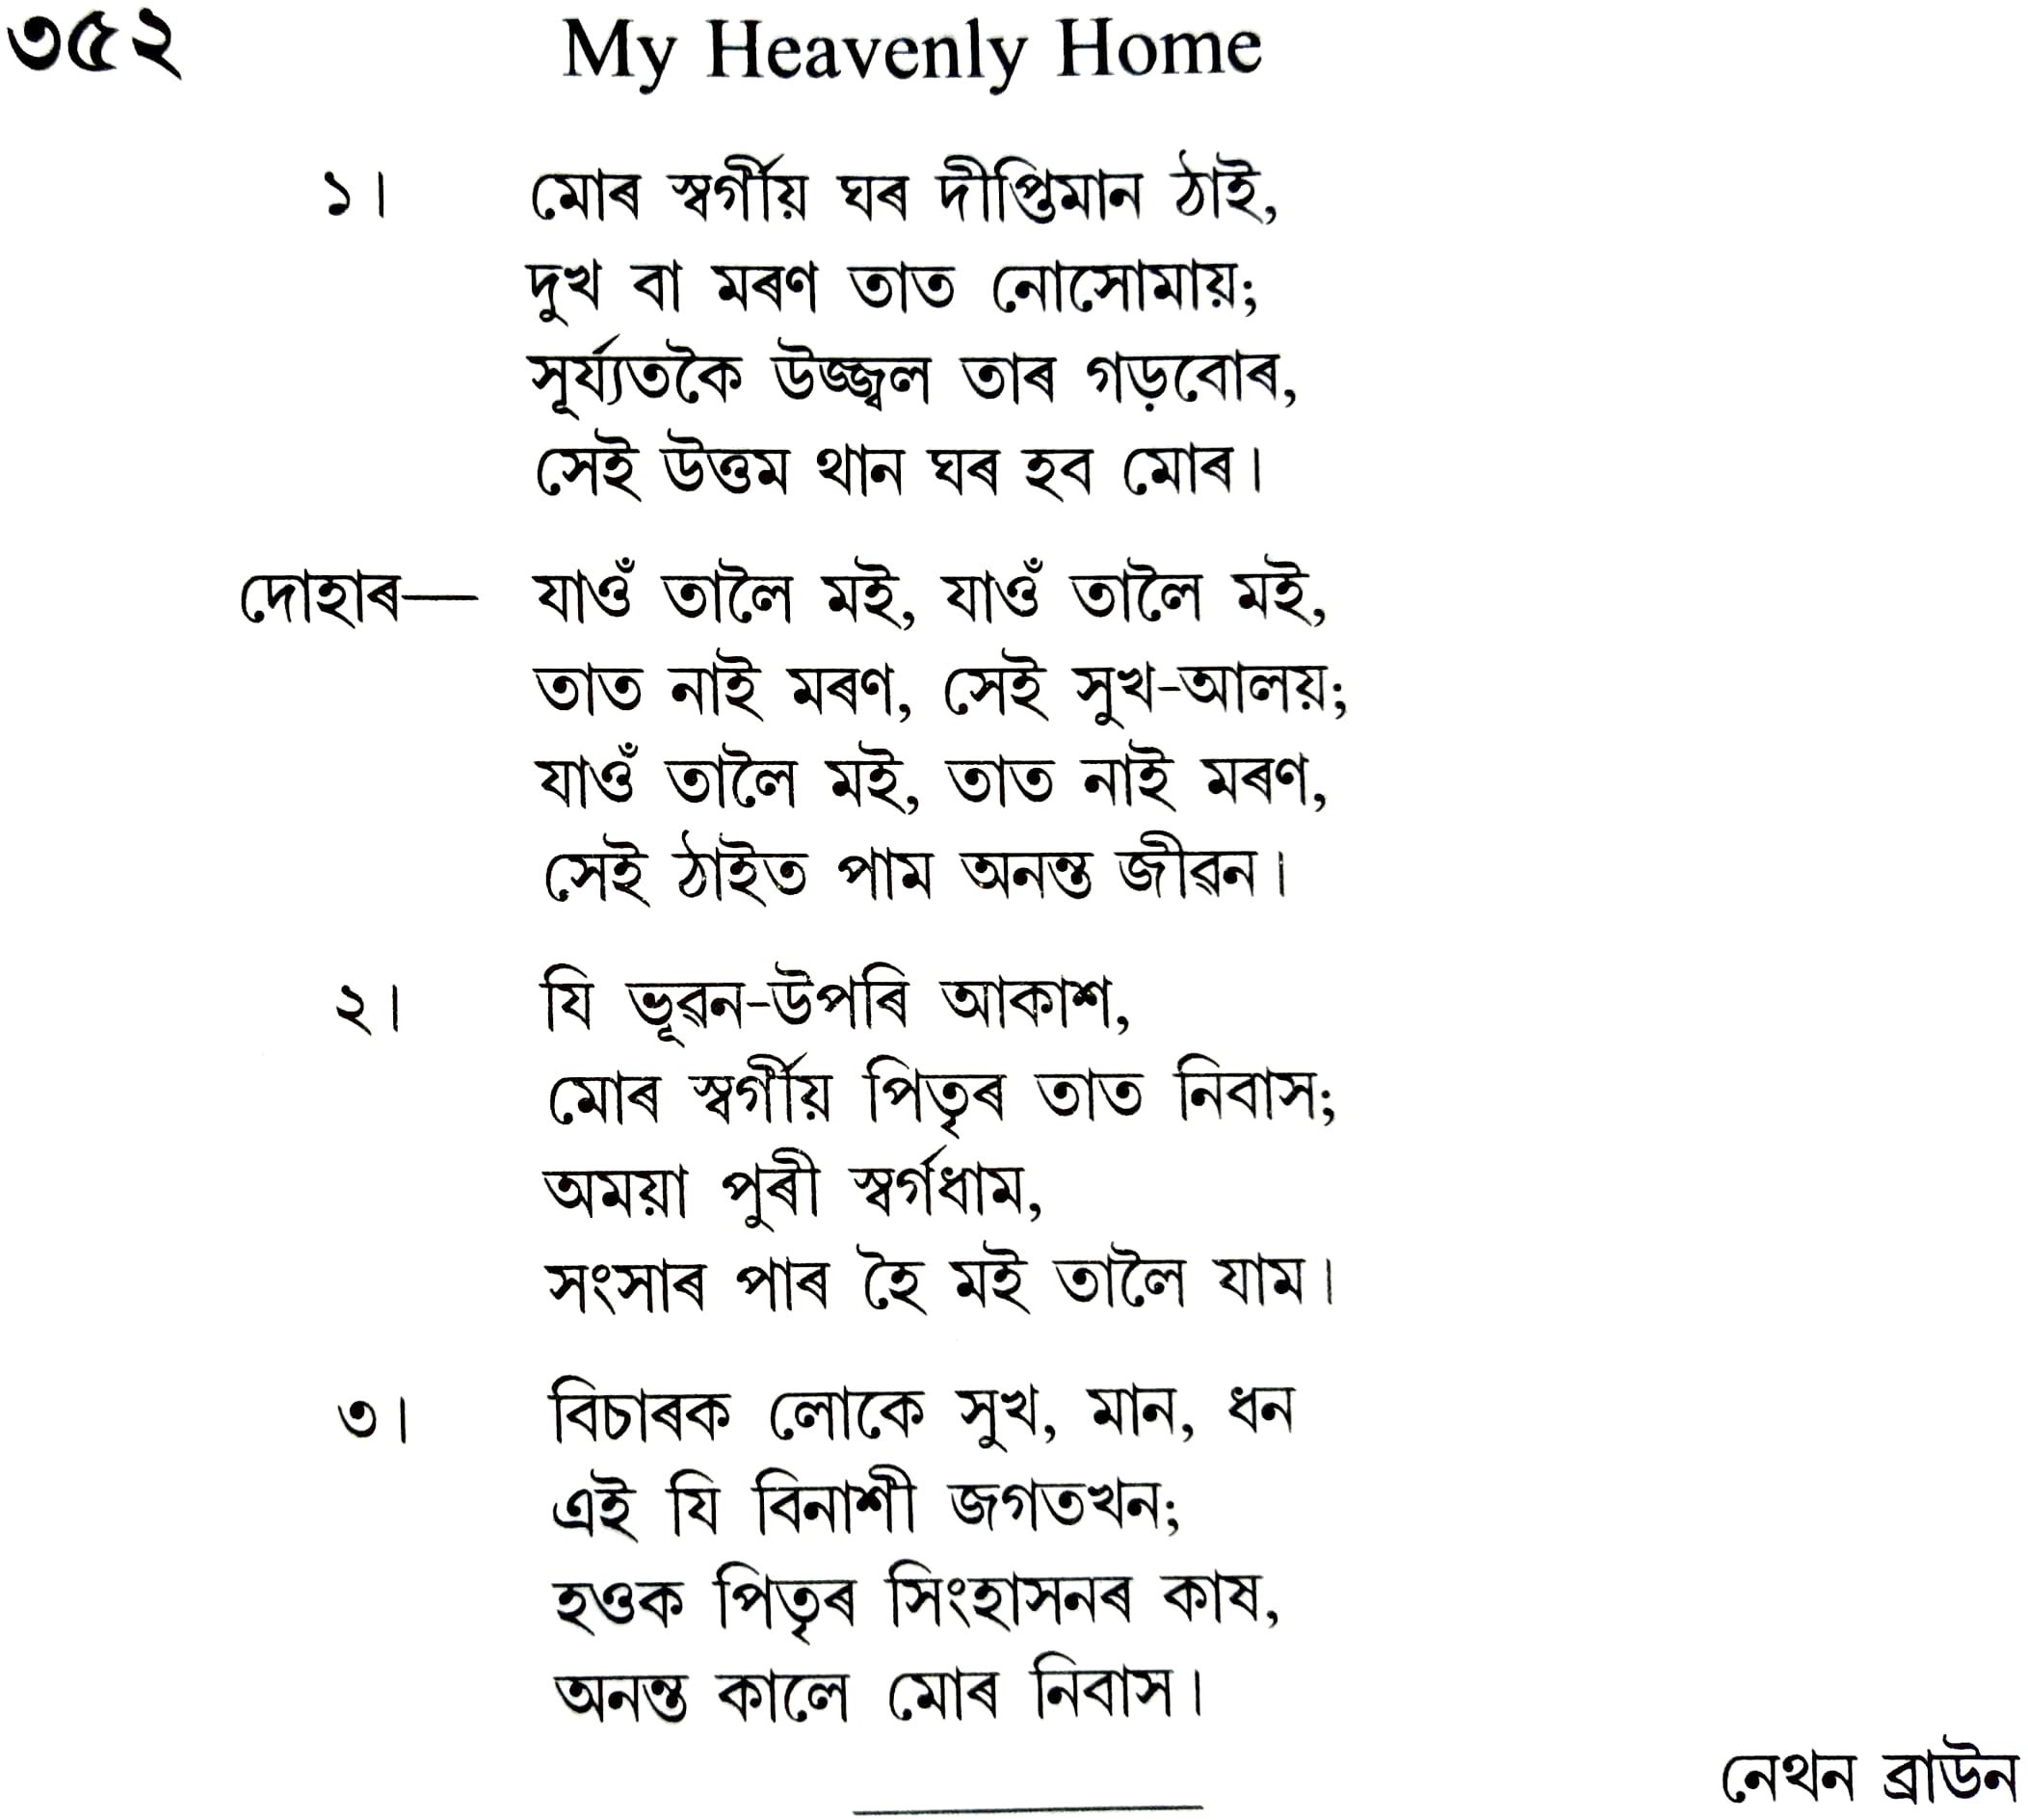 ৩৫২ My Heavenly Home
১। মোৰ স্বৰ্গীয় ঘৰ দীপ্তিমান ঠাই,
দুখ বা মৰণ তাত নোসোমায়;
সূৰ্য্যতকৈ উজ্জ্বল তাৰ গড়বোৰ,
সেই উত্তম থান ঘৰ হব মোৰ।
দোহাৰ— যাওঁ তালৈ মই, যাওঁ তালৈ মই,
তাত নাই মৰণ, সেই সুখ-আলয়;
যাওঁ তালৈ মই, তাত নাই মৰণ,
সেই ঠাইত পাম অনন্ত জীৱন।
২। যি ভূৱন-উপৰি আকাশ,
মোৰ স্বৰ্গীয় পিতৃৰ তাত নিবাস;
অময়া পুৰী স্বৰ্গধাম,
সংসাৰ পাৰ হৈ মই তালৈ যাম।
৩। বিচাৰক লোকে সুখ, মান, ধন
এই যি বিনাশী জগতখন;
হওক পিতৃৰ সিংহাসনৰ কাষ,
অনন্ত কালে মোৰ নিবাস।
নেথন ব্ৰাউন